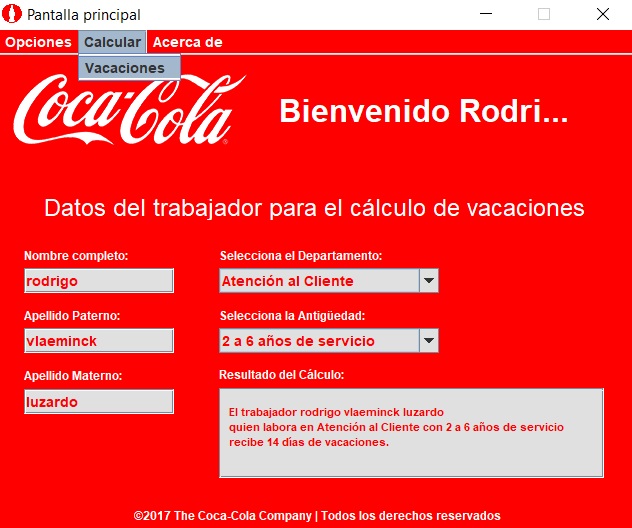 Pantalla principal
Opciones Calcular Acerca de
Vacaciones
Coca-Cola
Bienvenido Rodri...
Datos del trabajador para el cálculo de vacaciones
Nombre completo:
rodrigo
Selecciona el Departamento:
Atención al Cliente
Apellido Paterno:
vlaeminck
Selecciona la Antigüedad:
2 a 6 años de servicio
Apellido Materno:
luzardo
Resultado del Cálculo:
El trabajador rodrigo vlaeminck luzardo
quien labora en Atención al Cliente con 2 a 6 años de servicio
recibe 14 días de vacaciones.
©2017 The Coca-Cola Company | Todos los derechos reservados